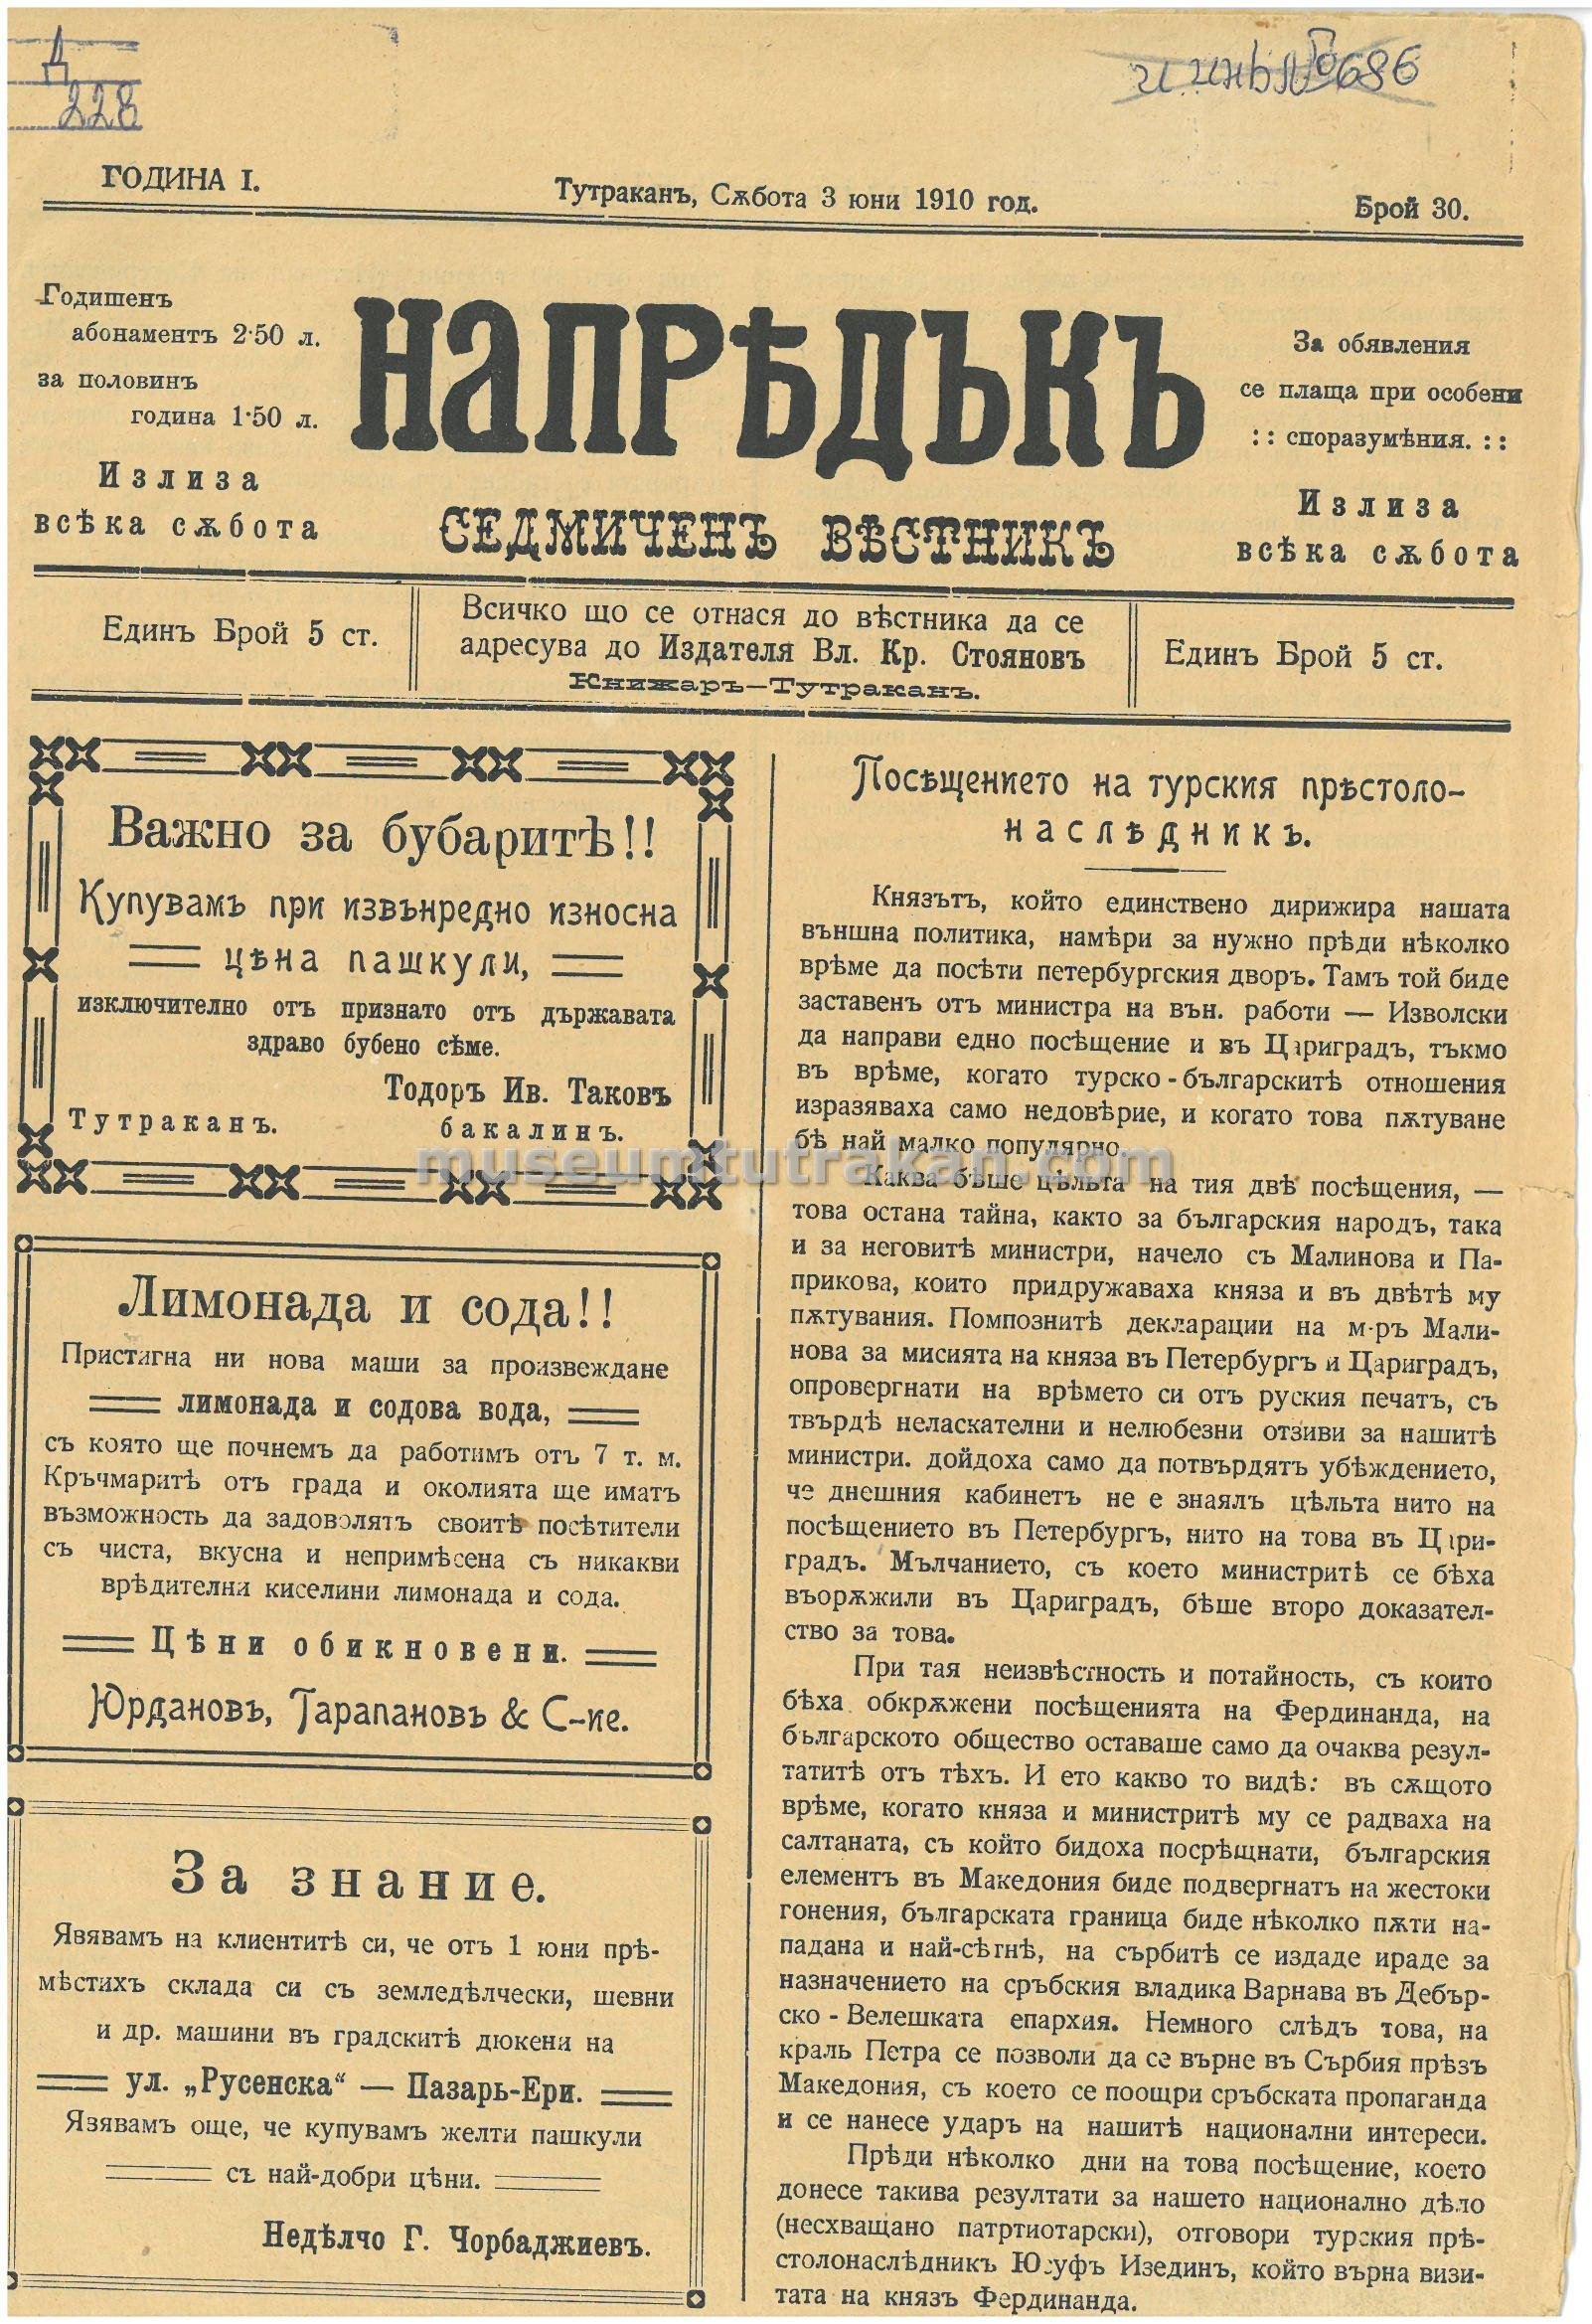 Д
228
и. инв № 686
ГОДИНА I.
Тутраканъ, Сѫбота 3 юни 1910 год.
Брой 30.
Годишенъ
абонаментъ 2·50 л.
за половинъ
година 1·50 л.
Излиза
всѣка сѫбота
НАПРѢДЪКЪ
СЕДМИЧЕНЪ ВѢСТНИКЪ
За обявления
се плаща при особени
:: споразумѣния. ::
Излиза
всѣка сѫбота
Единъ Брой 5 ст.
Всичко що се отнася до вѣстника да се
адресува до Издателя Вл. Кр. Стояновъ
Книжаръ—Тутраканъ.
Единъ Брой 5 ст.
Важно за бубаритѣ!!
Купувамъ при извънредно износна
цѣна пашкули,
изключително отъ признато отъ държавата
здраво бубено сѣме.
Тодоръ Ив. Таковъ
Тутраканъ.
бакалинъ.
Лимонада и сода!!
Пристигна ни нова маши за произвеждане
лимонада и содова вода,
съ която ще почнемъ да работимъ отъ 7 т. м.
Кръчмаритѣ отъ града и околията ще иматъ
възможность да задоволятъ своитѣ посѣтители
съ чиста, вкусна и непримѣсена съ никакви
врѣдителни киселини лимонада и сода.
Цѣни обикновени.
Юрдановъ, Тарапановъ & С-ие.
За знание.
Явявамъ на клиентитѣ си, че отъ 1 юни прѣ-
мѣстихъ склада си съ земледѣлчески, шевни
и др. машини въ градскитѣ дюкени на
ул. „Русенска“ — Пазаръ-Ери.
Язявамъ още, че купувамъ желти пашкули
съ най-добри цѣни.
Недѣлчо Г. Чорбаджиевъ.
Посѣщението на турския прѣстоло-
наслѣдникъ.
Князътъ, който единствено дирижира нашата
външна политика, намѣри за нужно прѣди нѣколко
врѣме да посѣти петербургския дворъ. Тамъ той биде
заставенъ отъ министра на вън. работи — Изволски
да направи едно посѣщение и въ Цариградъ, тъкмо
въ врѣме, когато турско - българскитѣ отношения
изразяваха само недовѣрие, и когато това пѫтуване
бѣ най малко популярно.
Каква бѣше цѣльта на тия двѣ посѣщения, —
това остана тайна, както за българския народъ, така
и за неговитѣ министри, начело съ Малинова и Па-
прикова, които придружаваха княза и въ двѣтѣ му
пѫтувания. Помпознитѣ декларации на м-ръ Мали-
нова за мисията на княза въ Петербургъ и Цариградъ,
опровергнати на врѣмето си отъ руския печатъ, съ
твърдѣ неласкателни и нелюбезни отзиви за нашитѣ
министри. дойдоха само да потвърдятъ убѣждението,
че днешния кабинетъ не е знаялъ цѣльта нито на
посѣщението въ Петербургъ, нито на това въ Цари-
градъ. Мълчанието, съ което министритѣ се бѣха
въорѫжили въ Цариградъ, бѣше второ доказател-
ство за това.
При тая неизвѣстность и потайность, съ които
бѣха обкрѫжени посѣщенията на Фердинанда, на
българското общество оставаше само да очаква резул-
татитѣ отъ тѣхъ. И ето какво то видѣ: въ сѫщото
врѣме, когато княза и министритѣ му се радваха на
салтаната, съ който бидоха посрѣщнати, българския
елементъ въ Македония биде подвергнатъ на жестоки
гонения, българската граница биде нѣколко пѫти на-
падана и най-сѣгнѣ, на сърбитѣ се издаде ираде за
назначението на сръбския владика Варнава въ Дебър-
ско - Велешката епархия. Немного слѣдъ това, на
краль Петра се позволи да се върне въ Сърбия прѣзъ
Македония, съ което се поощри сръбската пропаганда
и се нанесе ударъ на нашитѣ национални интереси.
Прѣди нѣколко дни на това посѣщение, което
донесе такива резултати за нашето национално дѣло
(несхващано патртиотарски), отговори турския прѣ-
столонаслѣдникъ Юсуфъ Изединъ, който върна визи-
тата на князъ Фердинанда.
museumtutrakan.com